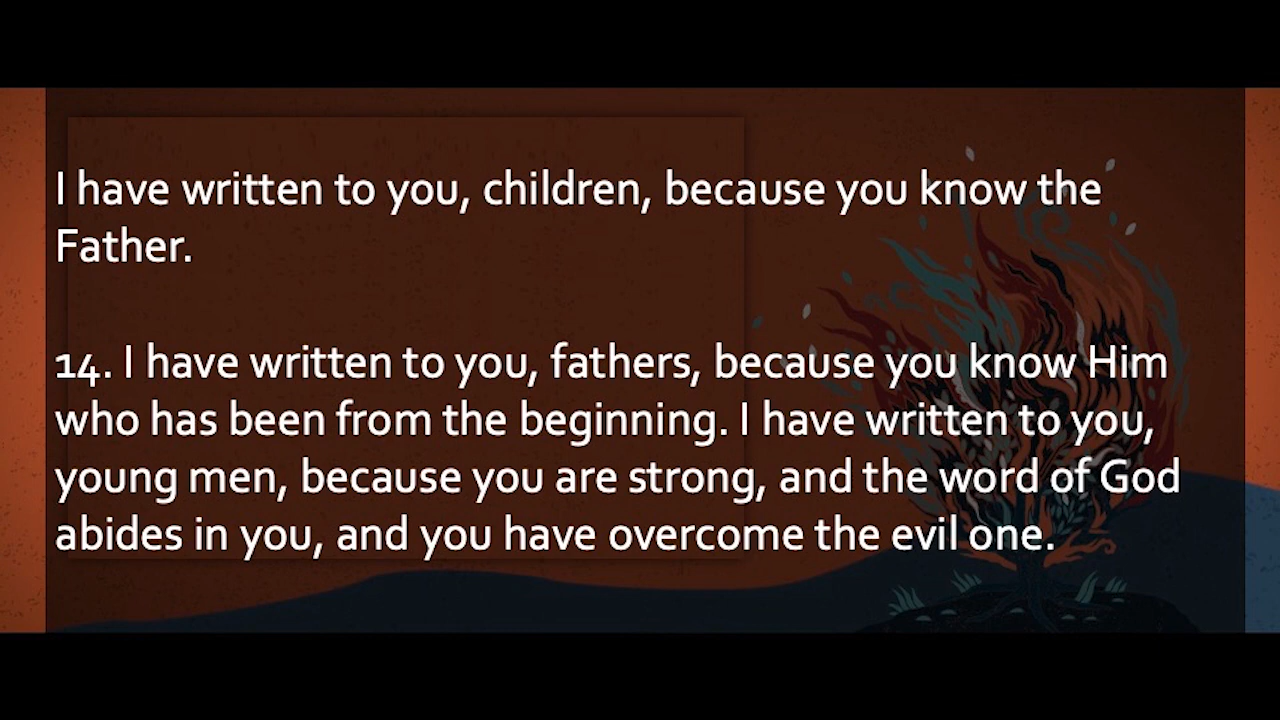 I have written to you, children, because you know the
Father.
14. I have written to you, fathers, because you know Him
who has been from the beginning. I have written to you,
young men, because you are strong, and the word of God
abides in you, and you have overcome the evil one.